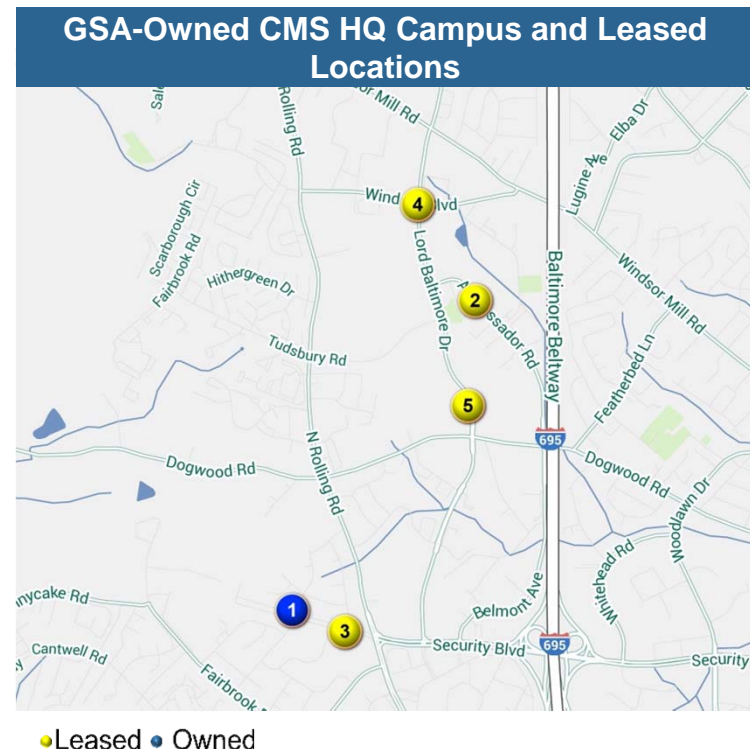 GSA-Owned CMS HQ Campus and Leased
Locations
Rolling Rd
or Mill Rd
Elba Dr
Lugine Ave
Wind
4
lvd
Scarborough Cir
Fairbrook Rd
Hithergreen Dr
Lord Baltimore Dr
2
ssador Rd
Baltimore Beltway
Windsor Mill Rd
Tudsbury Rd
Featherbed Ln
5
695
N Rolling Rd
Dogwood Rd
Dogwood Rd
Woodlawn Dr
Whitehead Rd
nycake Rd
1
3
Belmont Ave
Cantwell Rd
Security Blvd
695
Security
Fairbrook
Leased Owned